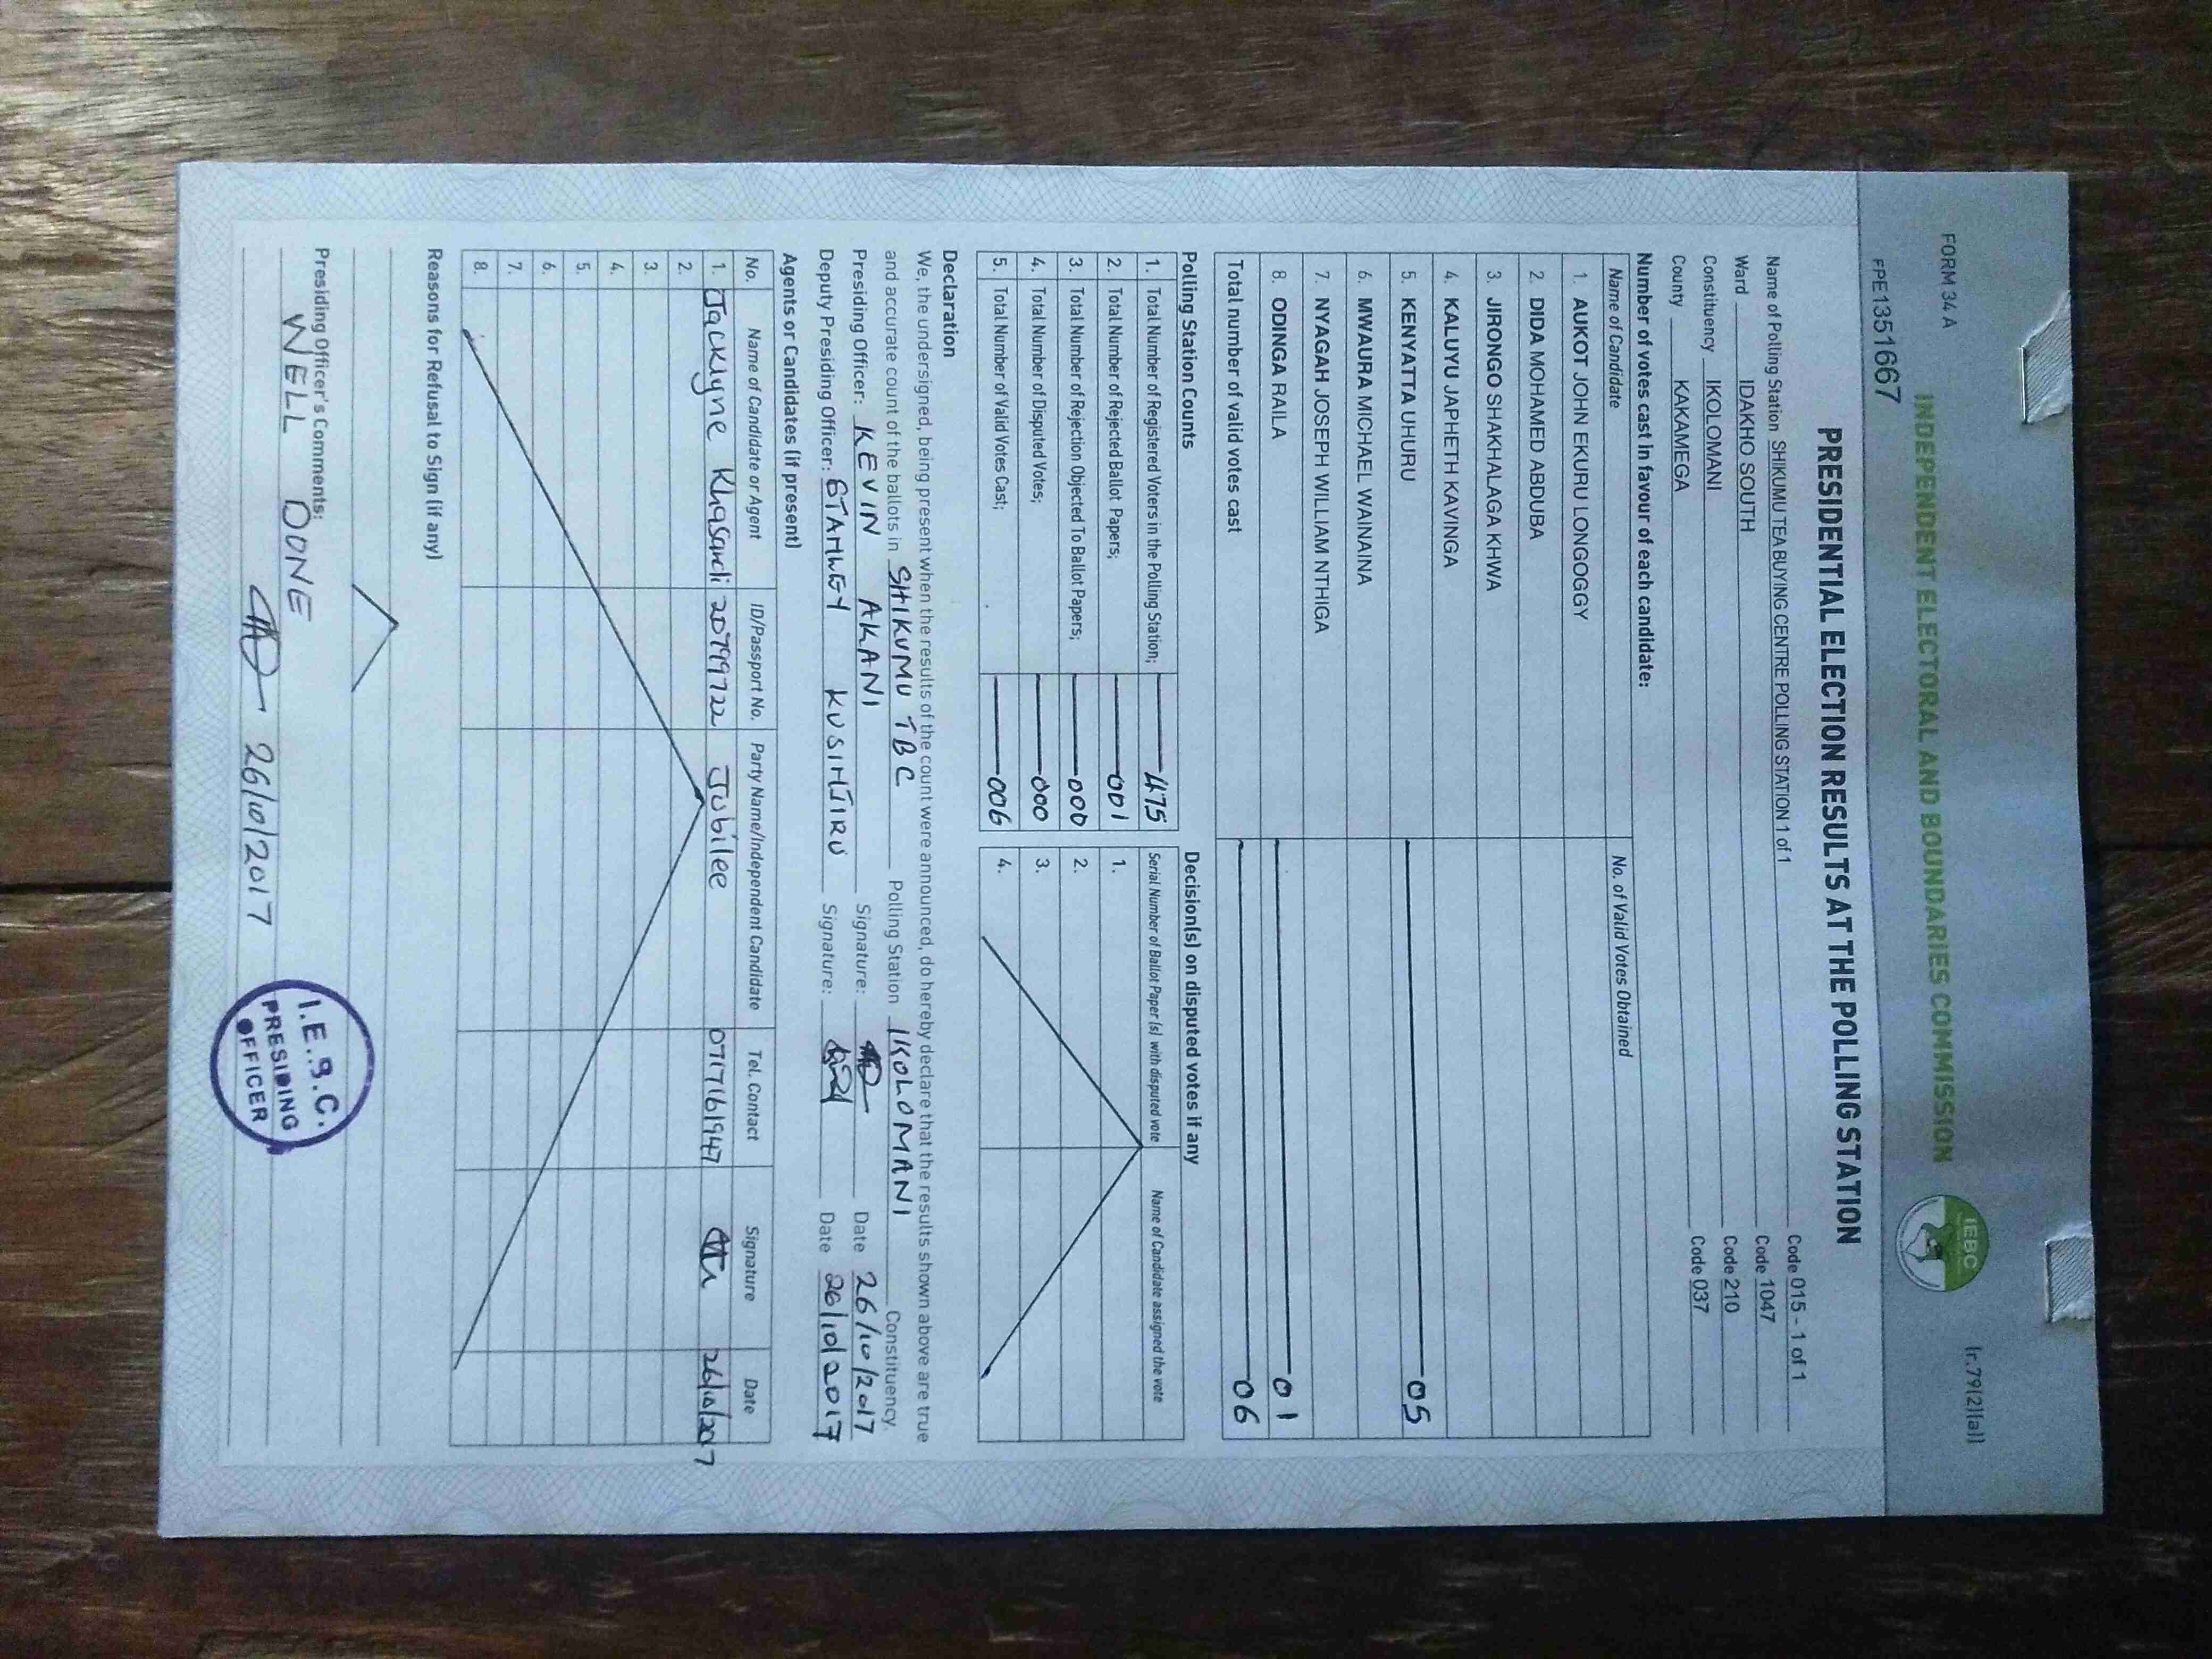 FORM 34 A
(r.79(2)(a))
INDEPENDENT ELECTORAL AND BOUNDARIES COMMISSION
IEBC
FPE1351667
PRESIDENTIAL ELECTION RESULTS AT THE POLLING STATION
Name of Polling Station SHIKUMU TEA BUYING CENTRE POLLING STATION 1 of 1 Code 015 - 1 of 1
Ward IDAKHO SOUTH Code 1047
Constituency IKOLOMANI Code 210
County KAKAMEGA Code 037
Number of votes cast in favour of each candidate:
Name of Candidate No. of Valid Votes Obtained
1. AUKOT JOHN EKURU LONGOGGY
2. DIDA MOHAMED ABDUBA
3. JIRONGO SHAKHALAGA KHWA
4. KALUYU JAPHETH KAVINGA
5. KENYATTA UHURU 05
6. MWAURA MICHAEL WAINAINA
7. NYAGAH JOSEPH WILLIAM NTHIGA
8. ODINGA RAILA 01
Total number of valid votes cast 06
Polling Station Counts
1. Total Number of Registered Voters in the Polling Station; 475
2. Total Number of Rejected Ballot Papers; 001
3. Total Number of Rejection Objected To Ballot Papers; 000
4. Total Number of Disputed Votes; 000
5. Total Number of Valid Votes Cast; 006
Decision(s) on disputed votes if any
Serial Number of Ballot Paper (s) with disputed vote Name of Candidate assigned the vote
1.
2.
3.
4.
Declaration
We, the undersigned, being present when the results of the count were announced, do hereby declare that the results shown above are true
and accurate count of the ballots in SHIKUMU TBC Polling Station IKOLOMANI Constituency.
Presiding Officer: KEVIN AKANI Signature: Date 26/10/2017
Deputy Presiding Officer: STANLEY Signature: Date 26/10/2017
Agents or Candidates (if present)
No. Name of Candidate or Agent ID/Passport No. Party Name/Independent Candidate Tel. Contact Signature Date
1. Jacklyne Khasandi 20799722 Jubilee 0717161947 26/10/2017
2.
3.
4.
5.
6.
7.
8.
Reasons for Refusal to Sign (if any)
Presiding Officer's Comments:
WELL DONE
26/10/2017
I.E.B.C.
PRESIDING
OFFICER